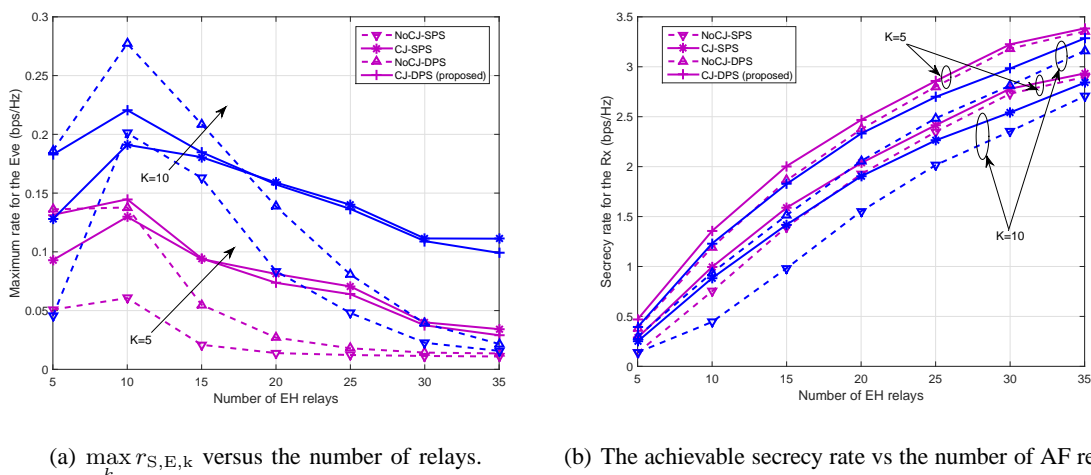 0.3
0.25
0.2
0.15
0.1
0.05
0
5 10 15 20 25 30 35
Maximum rate for the Eve (bps/Hz)
Number of EH relays
NoCJ-SPS
CJ-SPS
NoCJ-DPS
CJ-DPS (proposed)
K=10
K=5
3.5
3
2.5
2
1.5
1
0.5
0
5 10 15 20 25 30 35
Secrecy rate for the Rx (bps/Hz)
Number of EH relays
NoCJ-SPS
CJ-SPS
NoCJ-DPS
CJ-DPS (proposed)
K=5
K=10
(a) max r_{S,E,k} versus the number of relays.
k
(b) The achievable secrecy rate vs the number of AF re